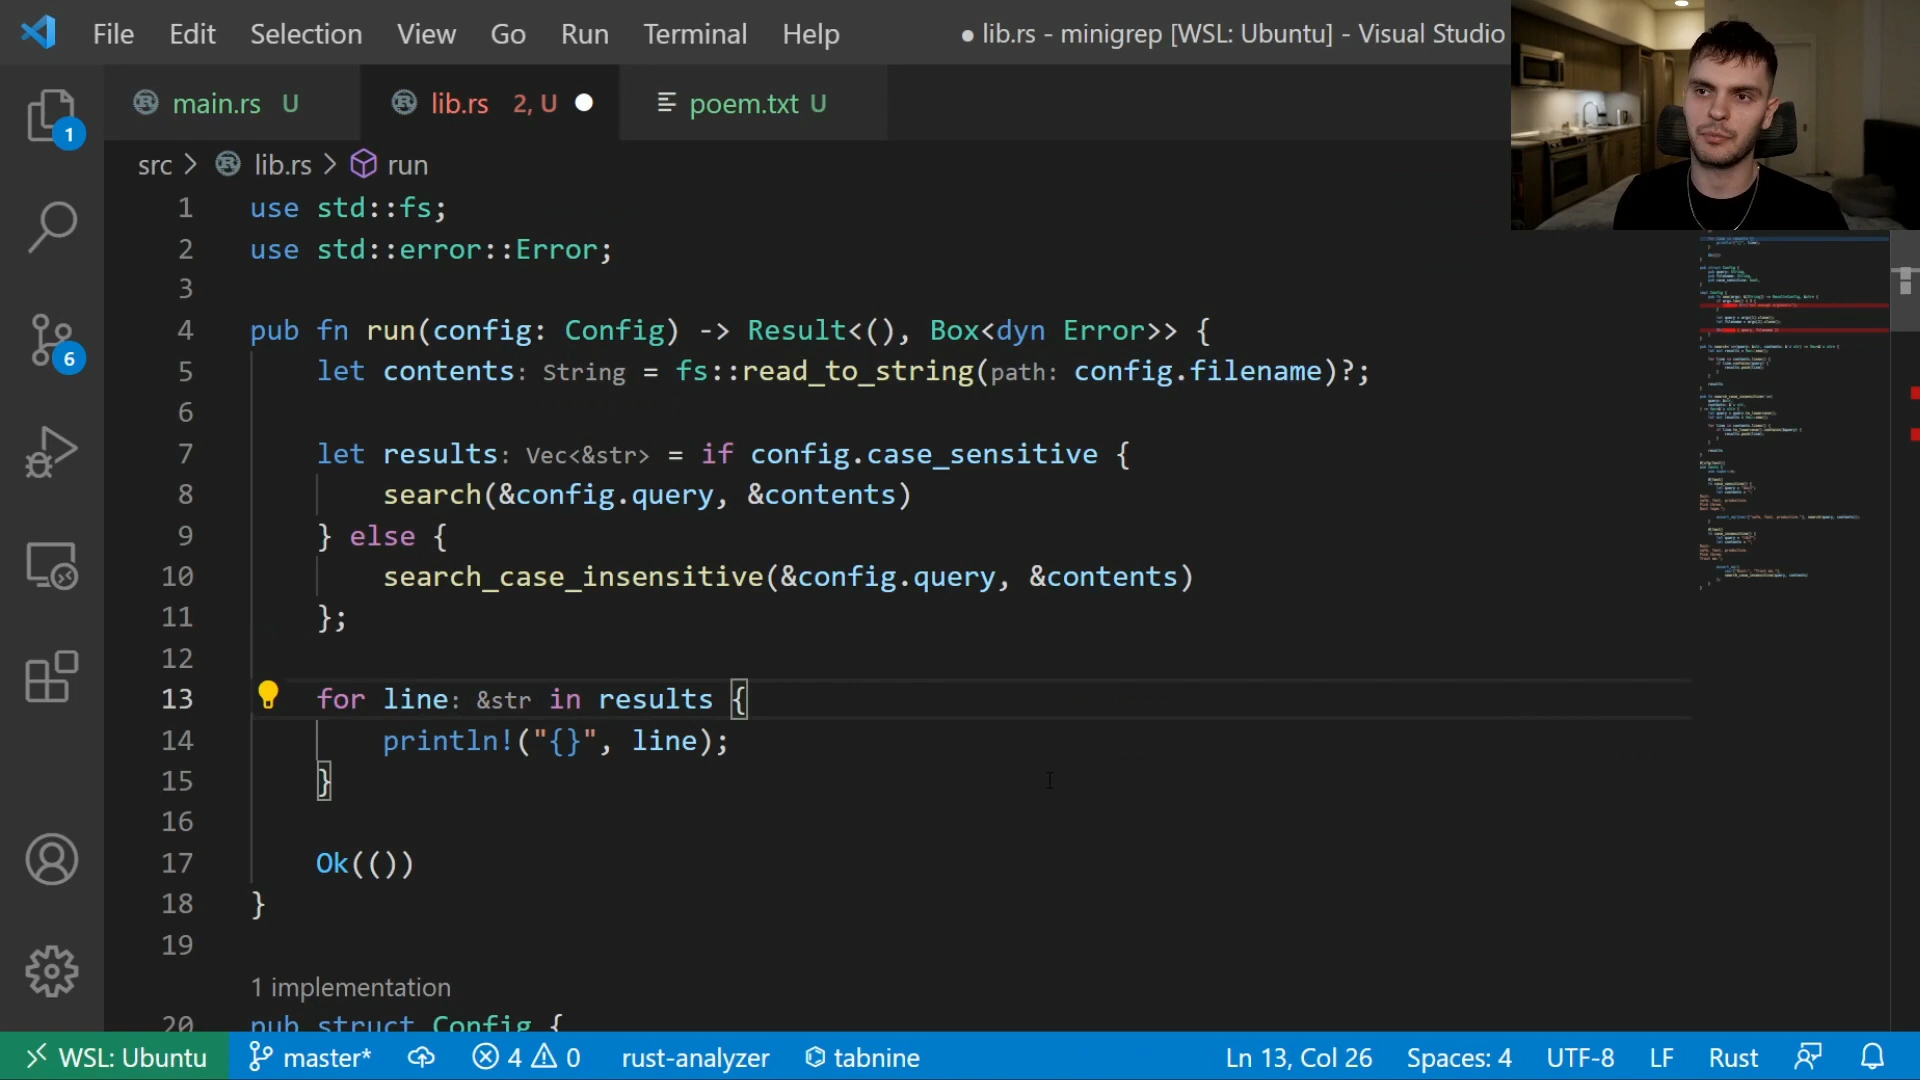 File Edit Selection View Go Run Terminal Help ● lib.rs - minigrep [WSL: Ubuntu] - Visual Studio
main.rs U lib.rs 2, U poem.txt U
src > lib.rs > run
1 use std::fs;
2 use std::error::Error;
3
4 pub fn run(config: Config) -> Result<(), Box<dyn Error>> {
5 let contents: String = fs::read_to_string(path: config.filename)?;
6
7 let results: Vec<&str> = if config.case_sensitive {
8 search(&config.query, &contents)
9 } else {
10 search_case_insensitive(&config.query, &contents)
11 };
12
13 for line: &str in results {
14 println!("{}", line);
15 }
16
17 Ok(())
18 }
19
1 implementation
20 pub struct Config {
1
6
WSL: Ubuntu master* 4 0 rust-analyzer tabnine Ln 13, Col 26 Spaces: 4 UTF-8 LF Rust